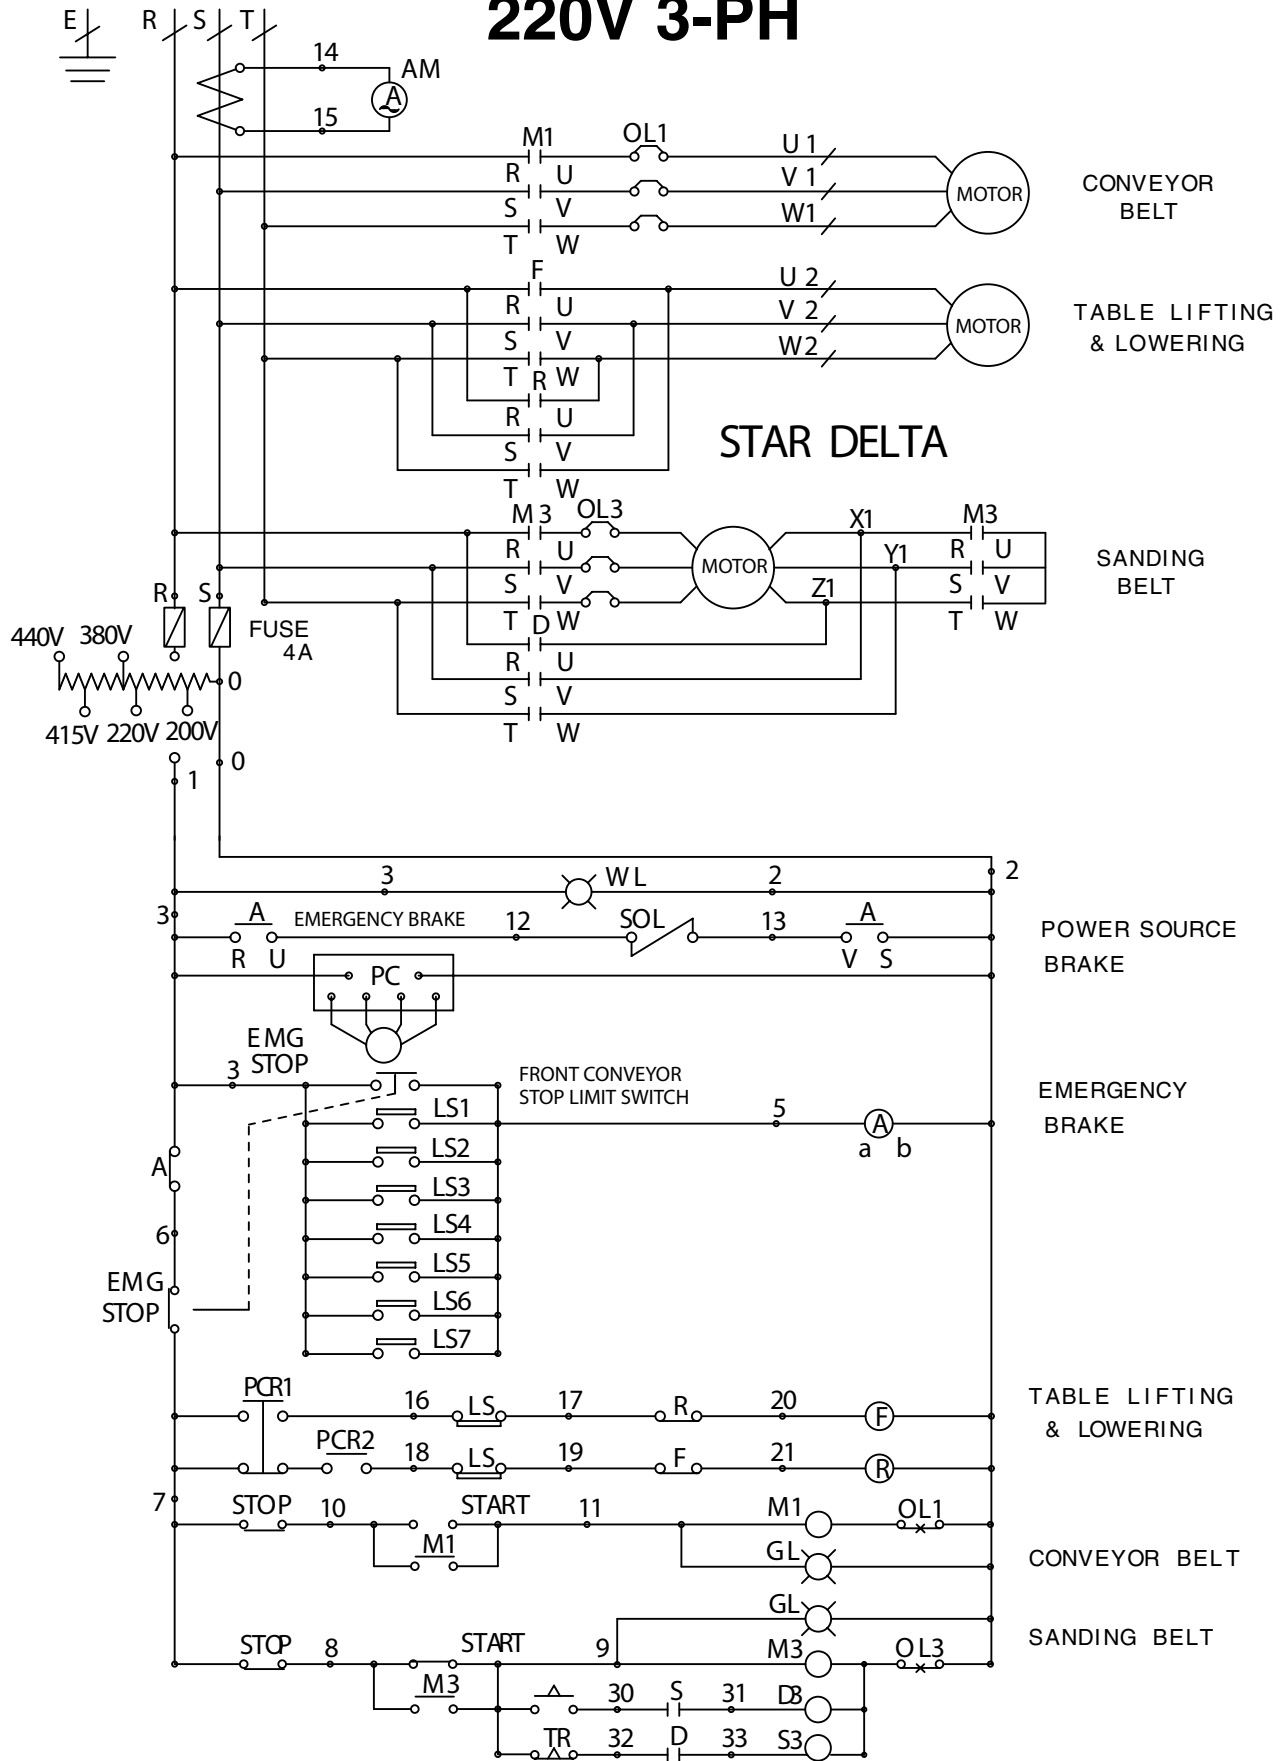 220V 3-PH
E R S T
14 AM
A
15
M1 OL1 U 1
R U V 1 MOTOR CONVEYOR
S V W1 BELT
T W
F U 2
R U V 2 MOTOR TABLE LIFTING
S V W2 & LOWERING
T W
R
R U
S V
T W
STAR DELTA
M 3 OL3 X1 M3
R U MOTOR Y1 R U SANDING
S V Z1 S V BELT
T W T W
D
R U
S V
T W
R S
FUSE
4A
440V 380V
0
415V 220V 200V
0
1
2
3 WL 2
3
A EMERGENCY BRAKE 12 SOL 13 A POWER SOURCE
R U V S BRAKE
PC
EMG
STOP
3 FRONT CONVEYOR
STOP LIMIT SWITCH
EMERGENCY
BRAKE
LS1 5 A
a b
LS2
A
LS3
6 LS4
LS5
EMG
STOP
LS6
LS7
PCR1 16 LS 17 R 20 F TABLE LIFTING
& LOWERING
PCR2 18 LS 19 F 21 R
7
STOP 10 START 11 M1 OL1
M1 GL CONVEYOR BELT
GL
SANDING BELT
STOP 8 START 9 M3 OL3
M3 30 S 31 D3
TR 32 D 33 S3